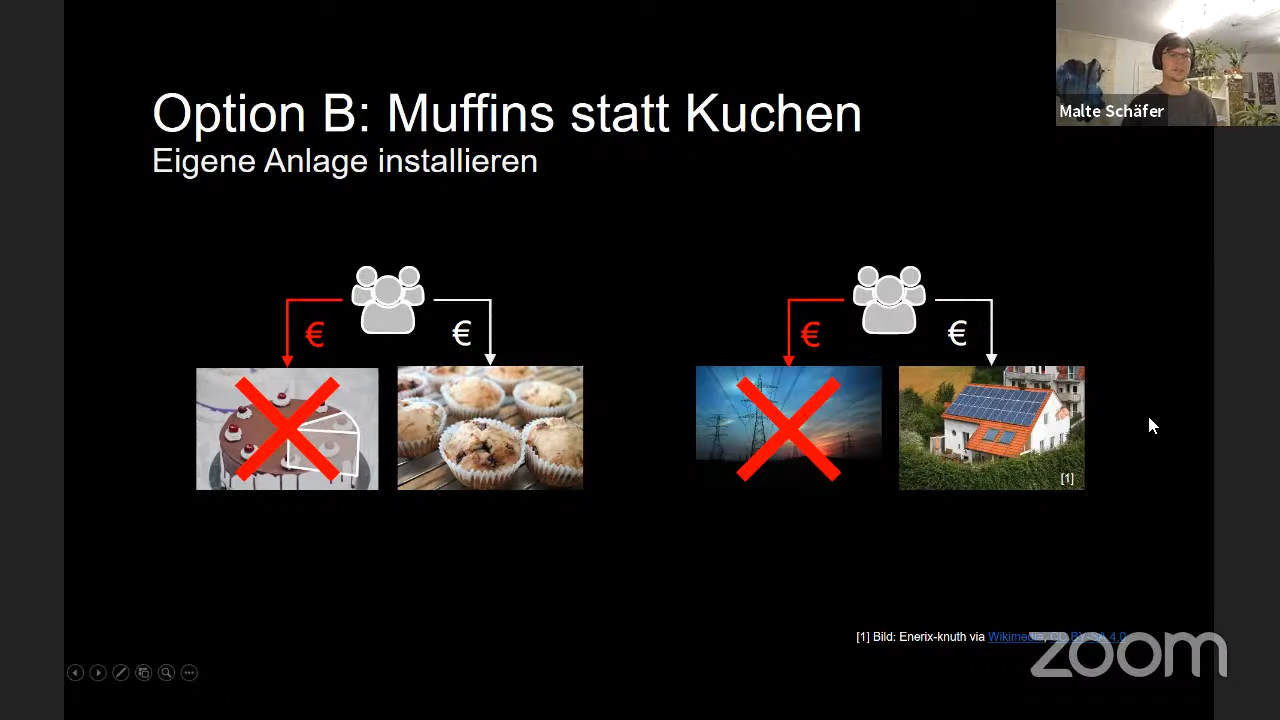 Option B: Muffins statt Kuchen
Eigene Anlage installieren
Malte Schäfer
€ € € €
[1]
[1] Bild: Enerix-knuth via Wikimedia, CC BY-SA 4.0
zoom